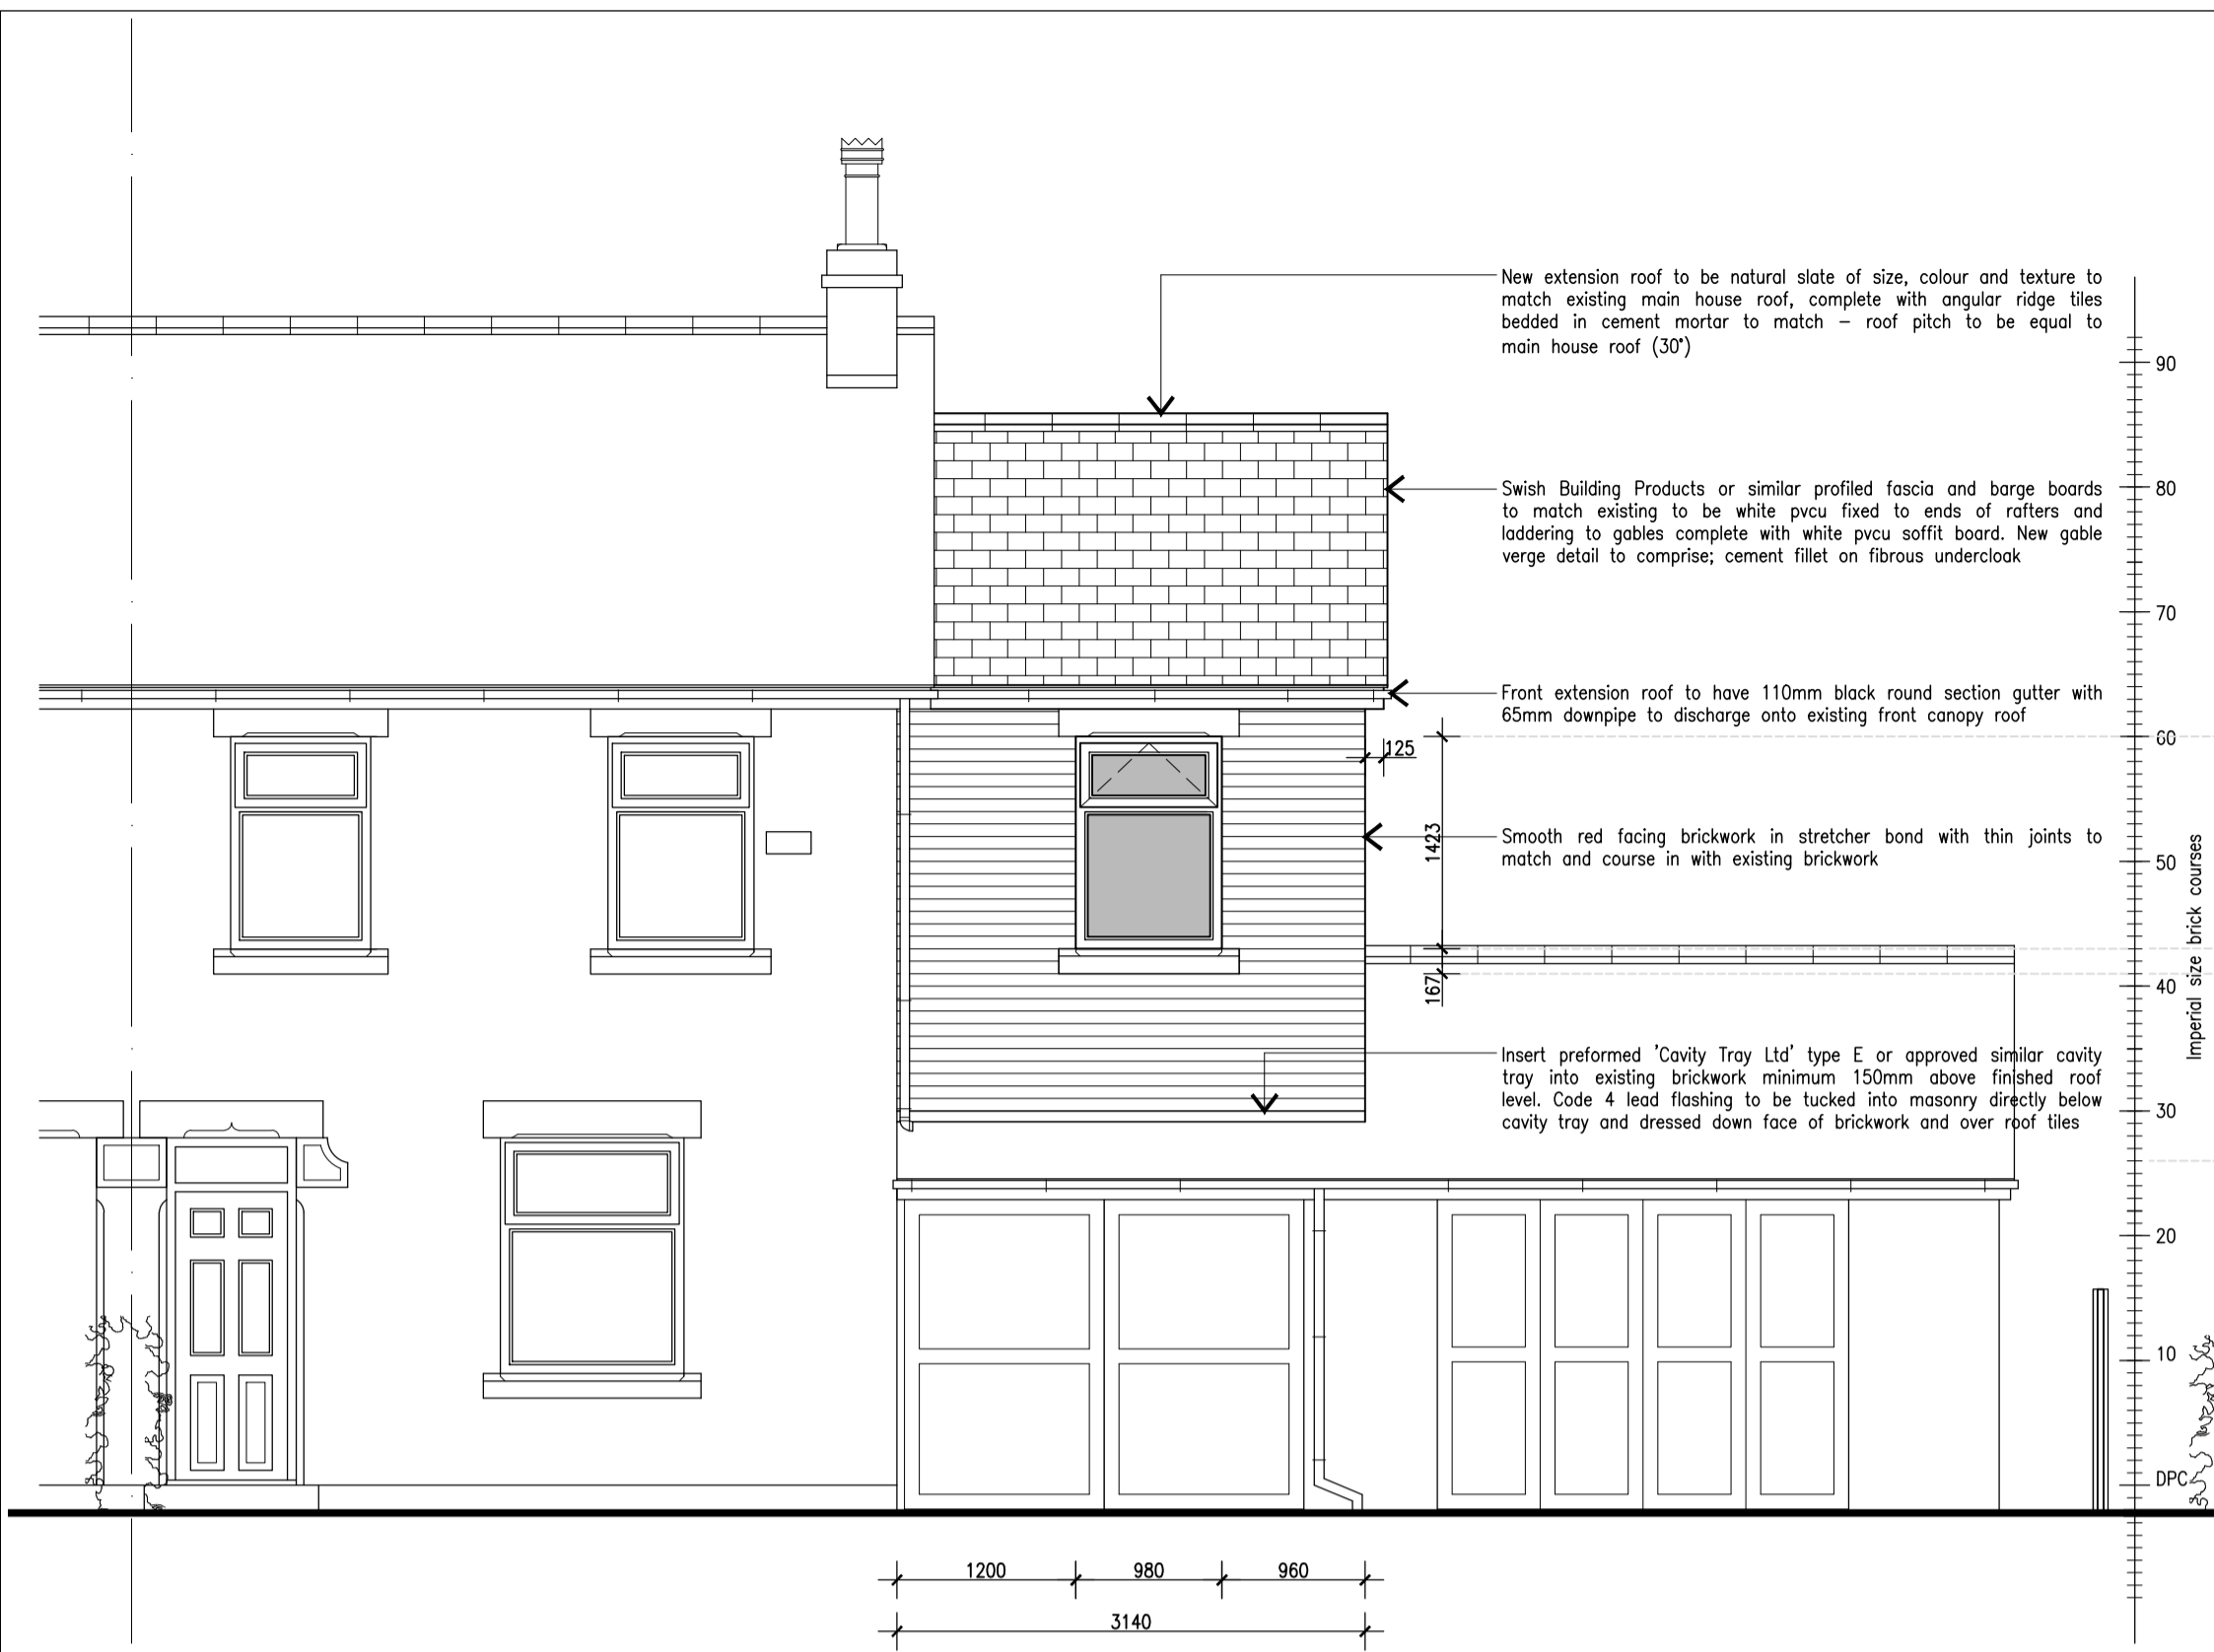 New extension roof to be natural slate of size, colour and texture to
match existing main house roof, complete with angular ridge tiles
bedded in cement mortar to match – roof pitch to be equal to
main house roof (30°)
90
Swish Building Products or similar profiled fascia and barge boards
to match existing to be white pvcu fixed to ends of rafters and
laddering to gables complete with white pvcu soffit board. New gable
verge detail to comprise; cement fillet on fibrous undercloak
80
70
Front extension roof to have 110mm black round section gutter with
65mm downpipe to discharge onto existing front canopy roof
60
125
1423
Smooth red facing brickwork in stretcher bond with thin joints to
match and course in with existing brickwork
50
Imperial size brick courses
167
40
Insert preformed 'Cavity Tray Ltd' type E or approved similar cavity
tray into existing brickwork minimum 150mm above finished roof
level. Code 4 lead flashing to be tucked into masonry directly below
cavity tray and dressed down face of brickwork and over roof tiles
30
20
10
DPC
1200
980
960
3140